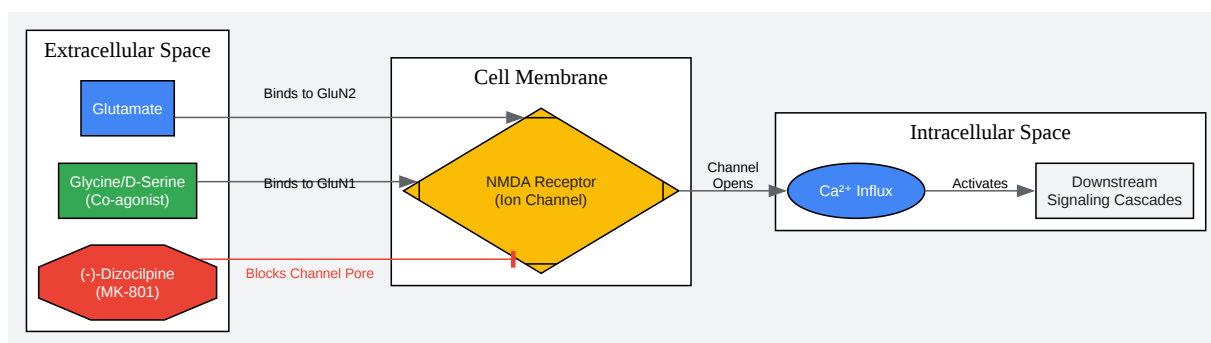 Extracellular Space
Glutamate
Glycine/D-Serine
(Co-agonist)
(-)-Dizocilpine
(MK-801)
Binds to GluN2
Binds to GluN1
Blocks Channel Pore
Cell Membrane
NMDA Receptor
(Ion Channel)
Channel
Opens
Intracellular Space
Ca²⁺ Influx
Activates
Downstream
Signaling Cascades